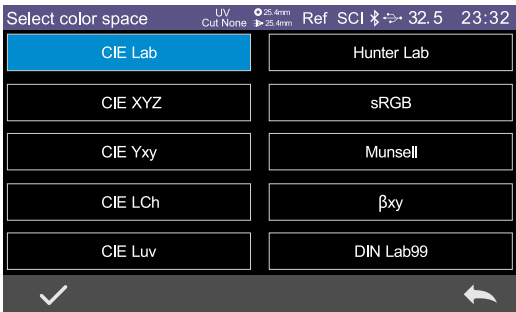 Select color space UV Cut None 25.4mm 25.4mm Ref SCI 32.5 23:32
CIE Lab Hunter Lab
CIE XYZ sRGB
CIE Yxy Munsell
CIE LCh βxy
CIE Luv DIN Lab99